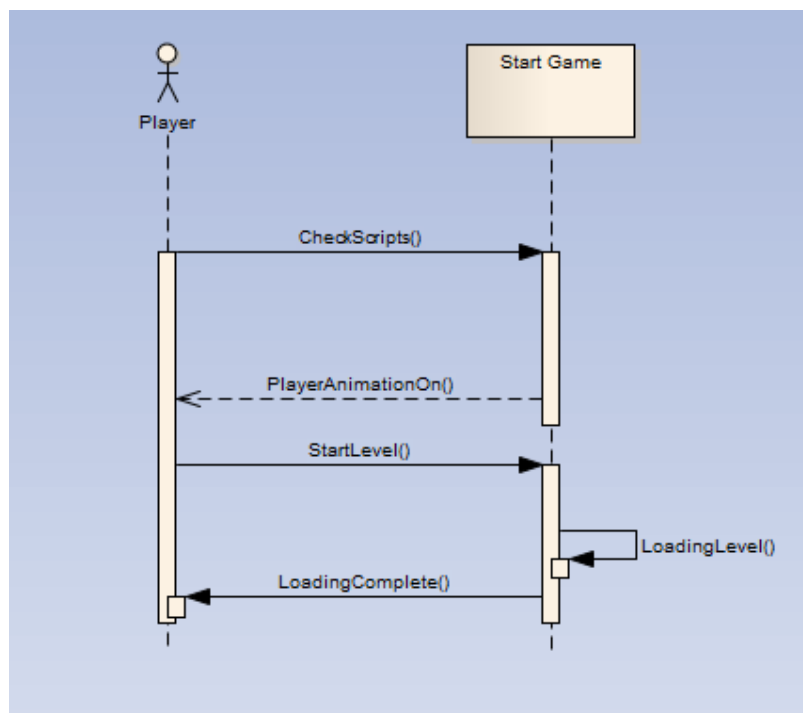 Start Game
Player
CheckScripts()
PlayerAnimationOn()
StartLevel()
LoadingLevel()
LoadingComplete()